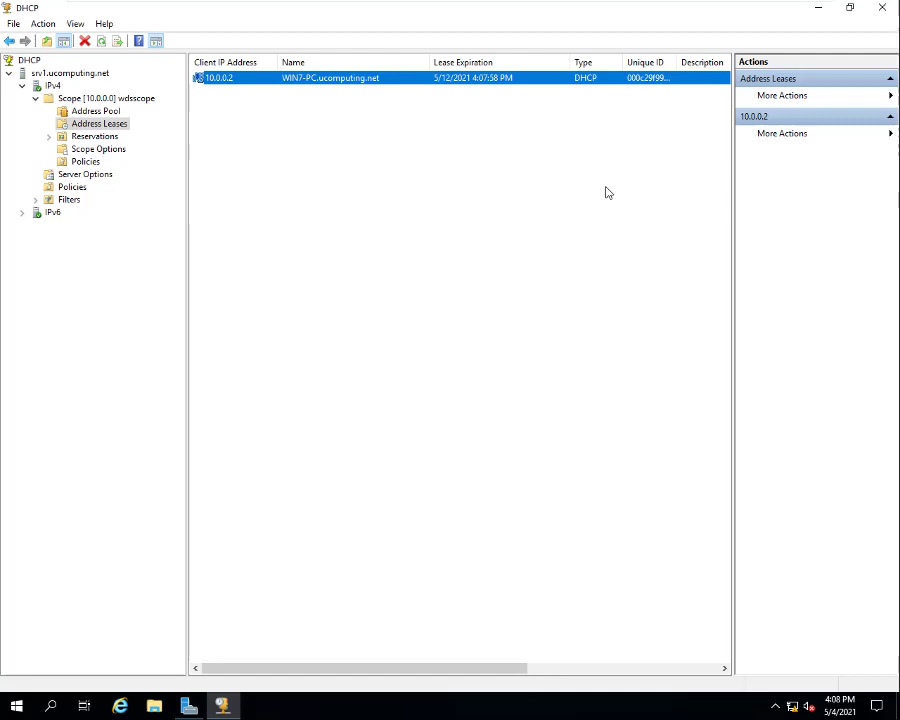 DHCP
File Action View Help
DHCP
srv1.ucomputing.net
IPv4
Scope [10.0.0.0] wdsscope
Address Pool
Address Leases
Reservations
Scope Options
Policies
Server Options
Policies
Filters
IPv6
Client IP Address Name Lease Expiration Type Unique ID Description
10.0.0.2 WIN7-PC.ucomputing.net 5/12/2021 4:07:58 PM DHCP 000c29f99...
Actions
Address Leases
More Actions
10.0.0.2
More Actions
4:08 PM
5/4/2021